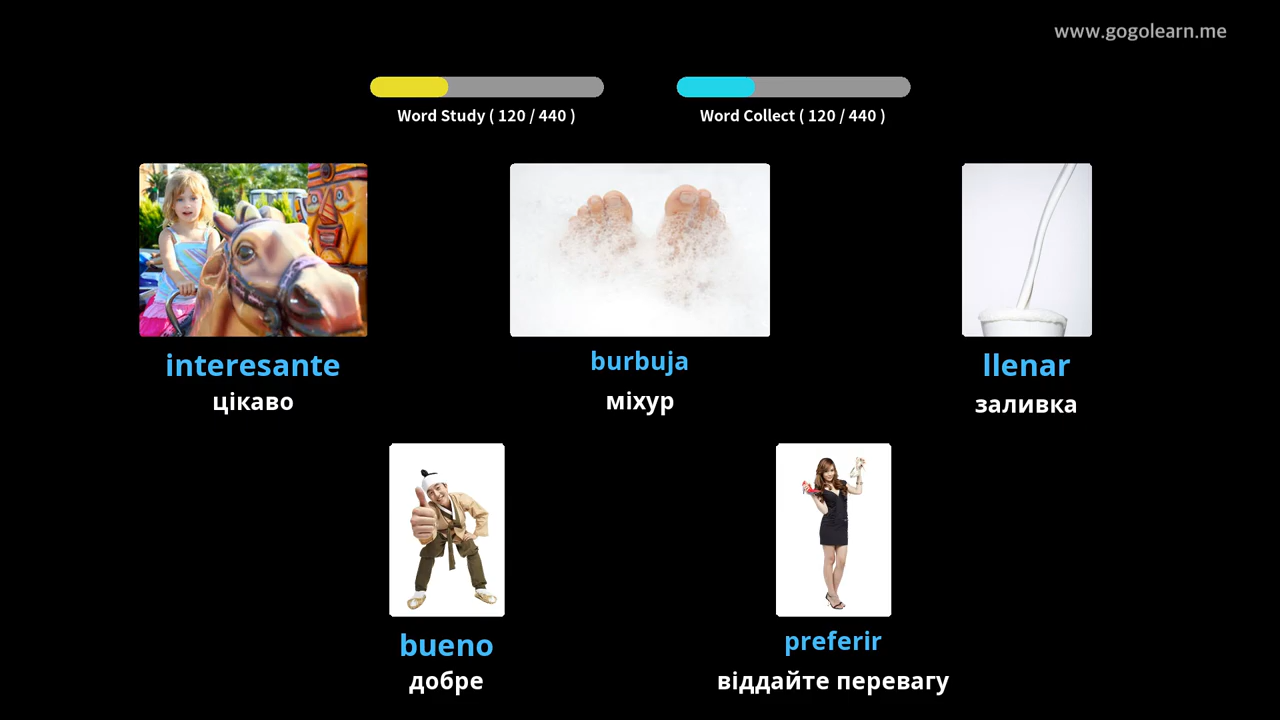 www.gogolearn.me
Word Study ( 120 / 440 )
Word Collect ( 120 / 440 )
interesante
цікаво
burbuja
міхур
llenar
заливка
bueno
добре
preferir
віддайте перевагу